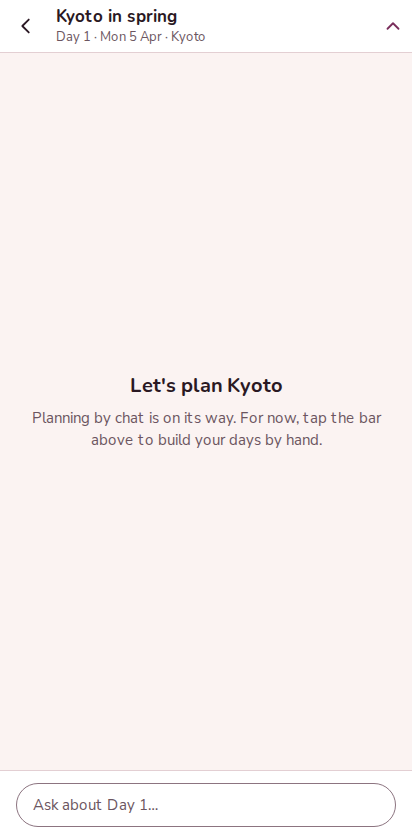 Kyoto in spring
Day 1 · Mon 5 Apr · Kyoto
Let's plan Kyoto
Planning by chat is on its way. For now, tap the bar
above to build your days by hand.
Ask about Day 1...